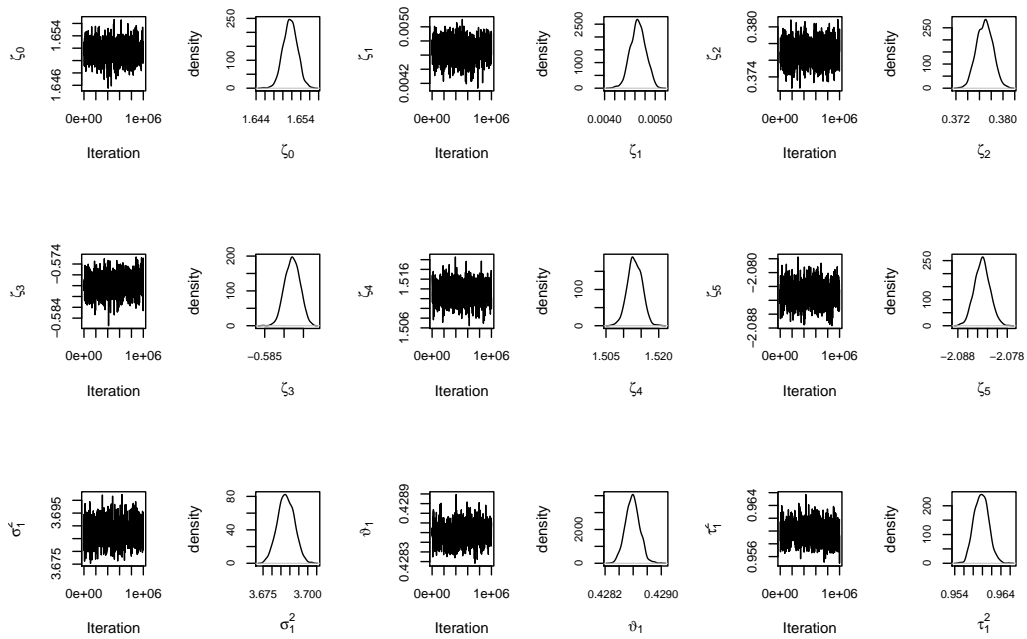 ζ0 1.646 1.654 0e+00 1e+06 Iteration
density 0 100 250 1.644 1.654 ζ0
ζ1 0.0042 0.0050 0e+00 1e+06 Iteration
density 0 1000 2500 0.0040 0.0050 ζ1
ζ2 0.374 0.380 0e+00 1e+06 Iteration
density 0 100 250 0.372 0.380 ζ2
ζ3 −0.584 −0.574 0e+00 1e+06 Iteration
density 0 100 200 −0.585 ζ3
ζ4 1.506 1.516 0e+00 1e+06 Iteration
density 0 100 1.505 1.520 ζ4
ζ5 −2.088 −2.080 0e+00 1e+06 Iteration
density 0 100 250 −2.088 −2.078 ζ5
σ1² 3.675 3.695 0e+00 1e+06 Iteration
density 0 40 80 3.675 3.700 σ1²
ϑ1 0.4283 0.4289 0e+00 1e+06 Iteration
density 0 2000 0.4282 0.4290 ϑ1
τ1² 0.956 0.964 0e+00 1e+06 Iteration
density 0 100 200 0.954 0.964 τ1²